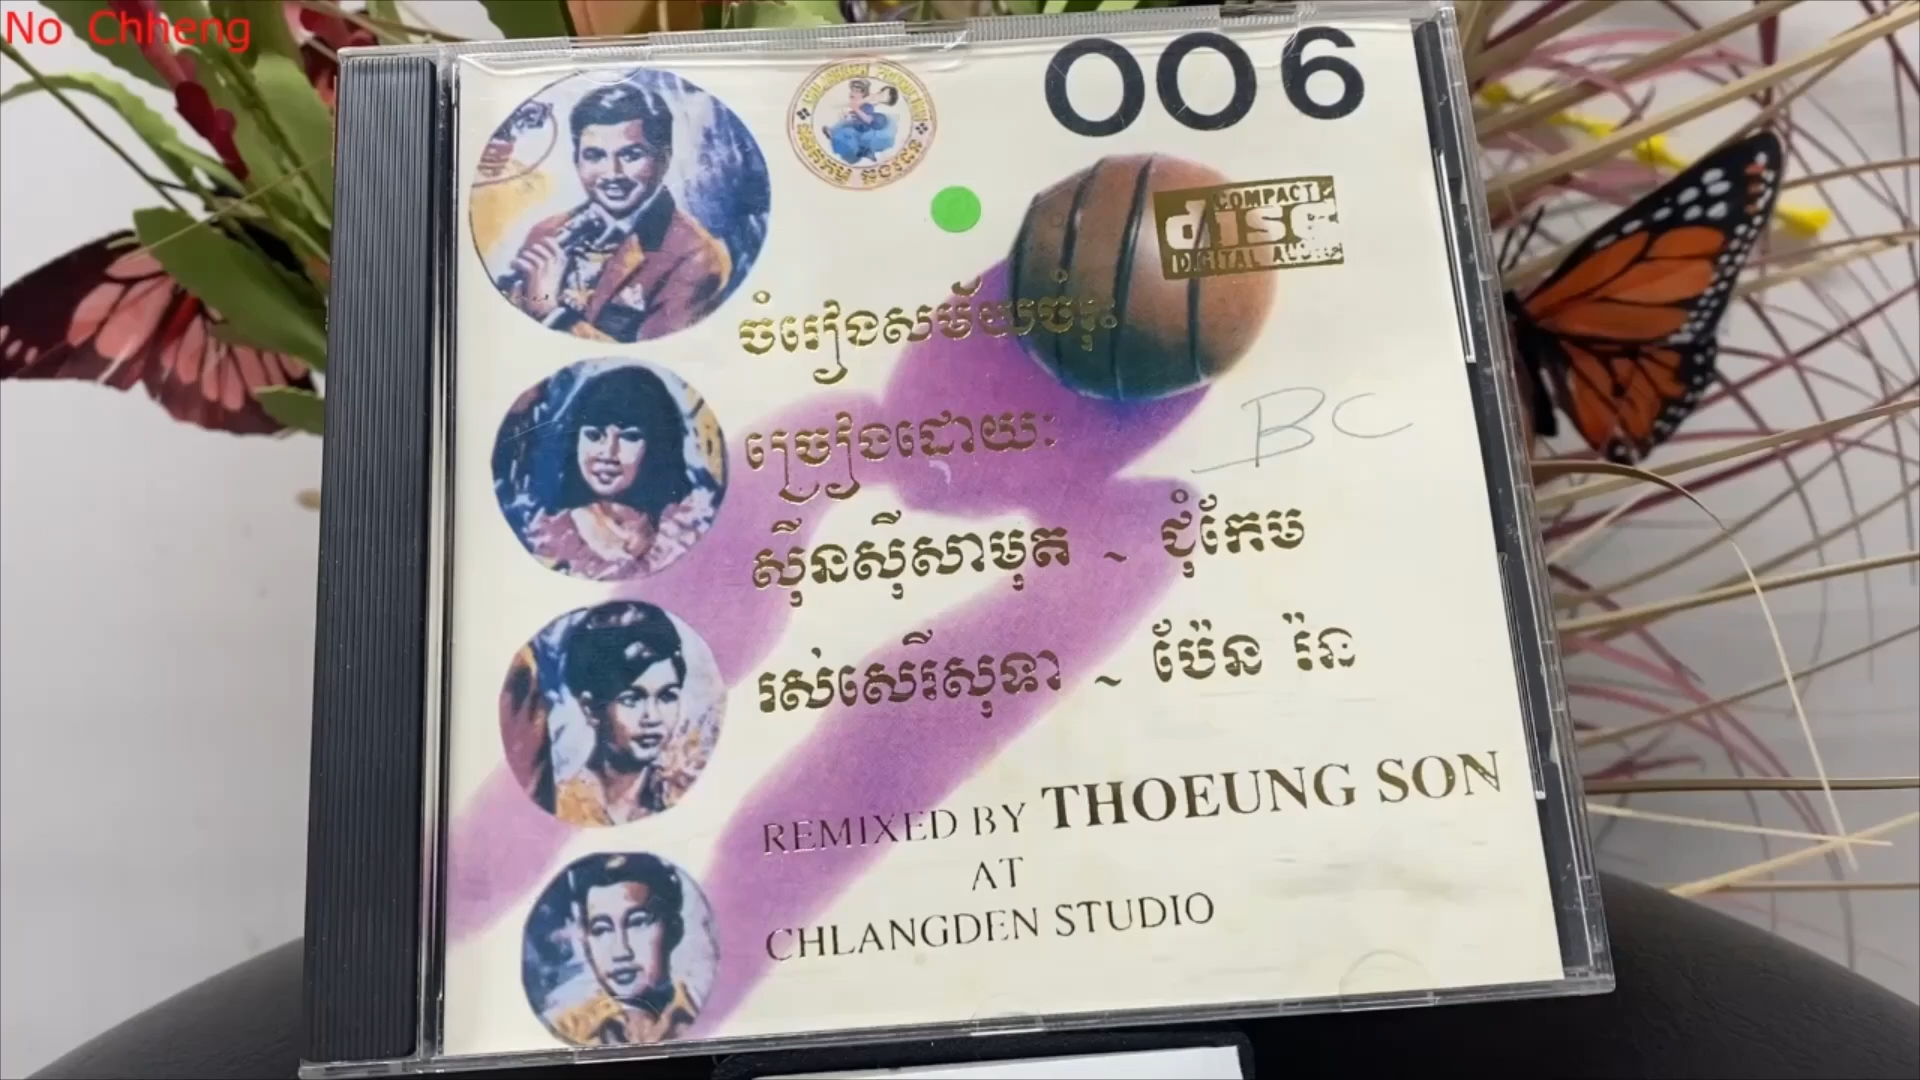 No Chheng
006
COMPACT
disc
DIGITAL AUDIO
ចំរៀងសម័យចំរុះ
ច្រៀងដោយៈ
ស៊ីនស៊ីសាមុត ~ ជុំកែម
រស់សេរីសុទ្ធា ~ ប៉ែន រ៉ន
BC
REMIXED BY THOEUNG SON
AT
CHLANGDEN STUDIO